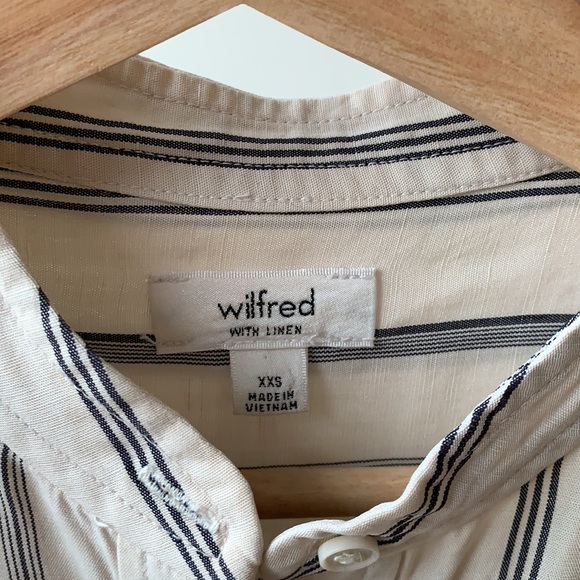 wilfred
WITH LINEN
XXS
MADE IN
VIETNAM